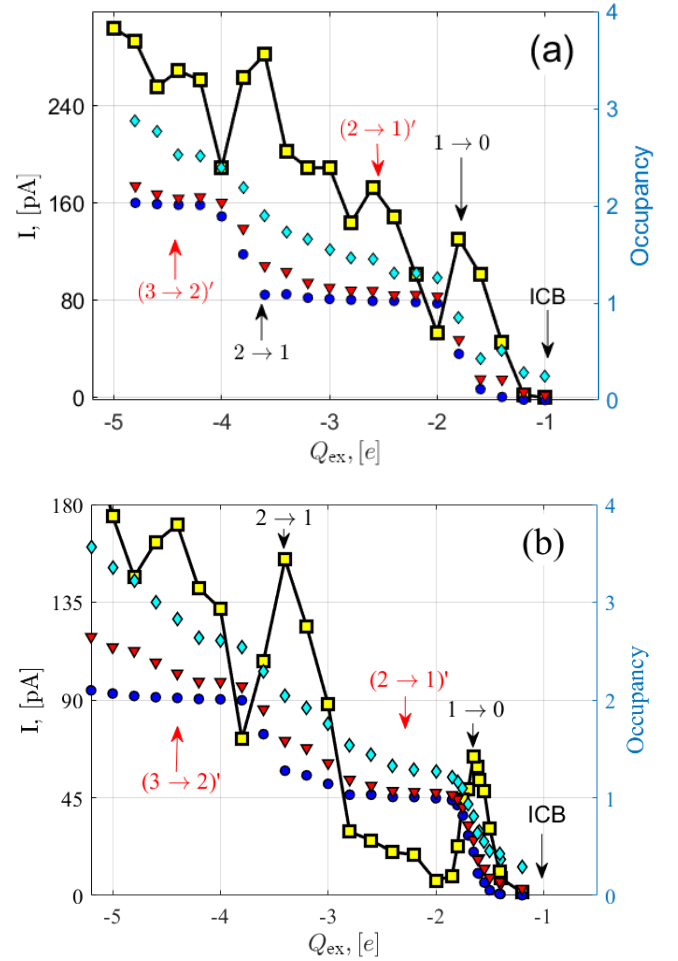 (a)
I, [pA]
240
160
80
0
4
3
2
1
0
Occupancy
(2 → 1)′
1 → 0
ICB
(3 → 2)′
2 → 1
-5
-4
-3
-2
-1
Q_ex, [e]
(b)
I, [pA]
180
135
90
45
0
4
3
2
1
0
Occupancy
2 → 1
(2 → 1)'
1 → 0
(3 → 2)'
ICB
-5
-4
-3
-2
-1
Q_ex, [e]